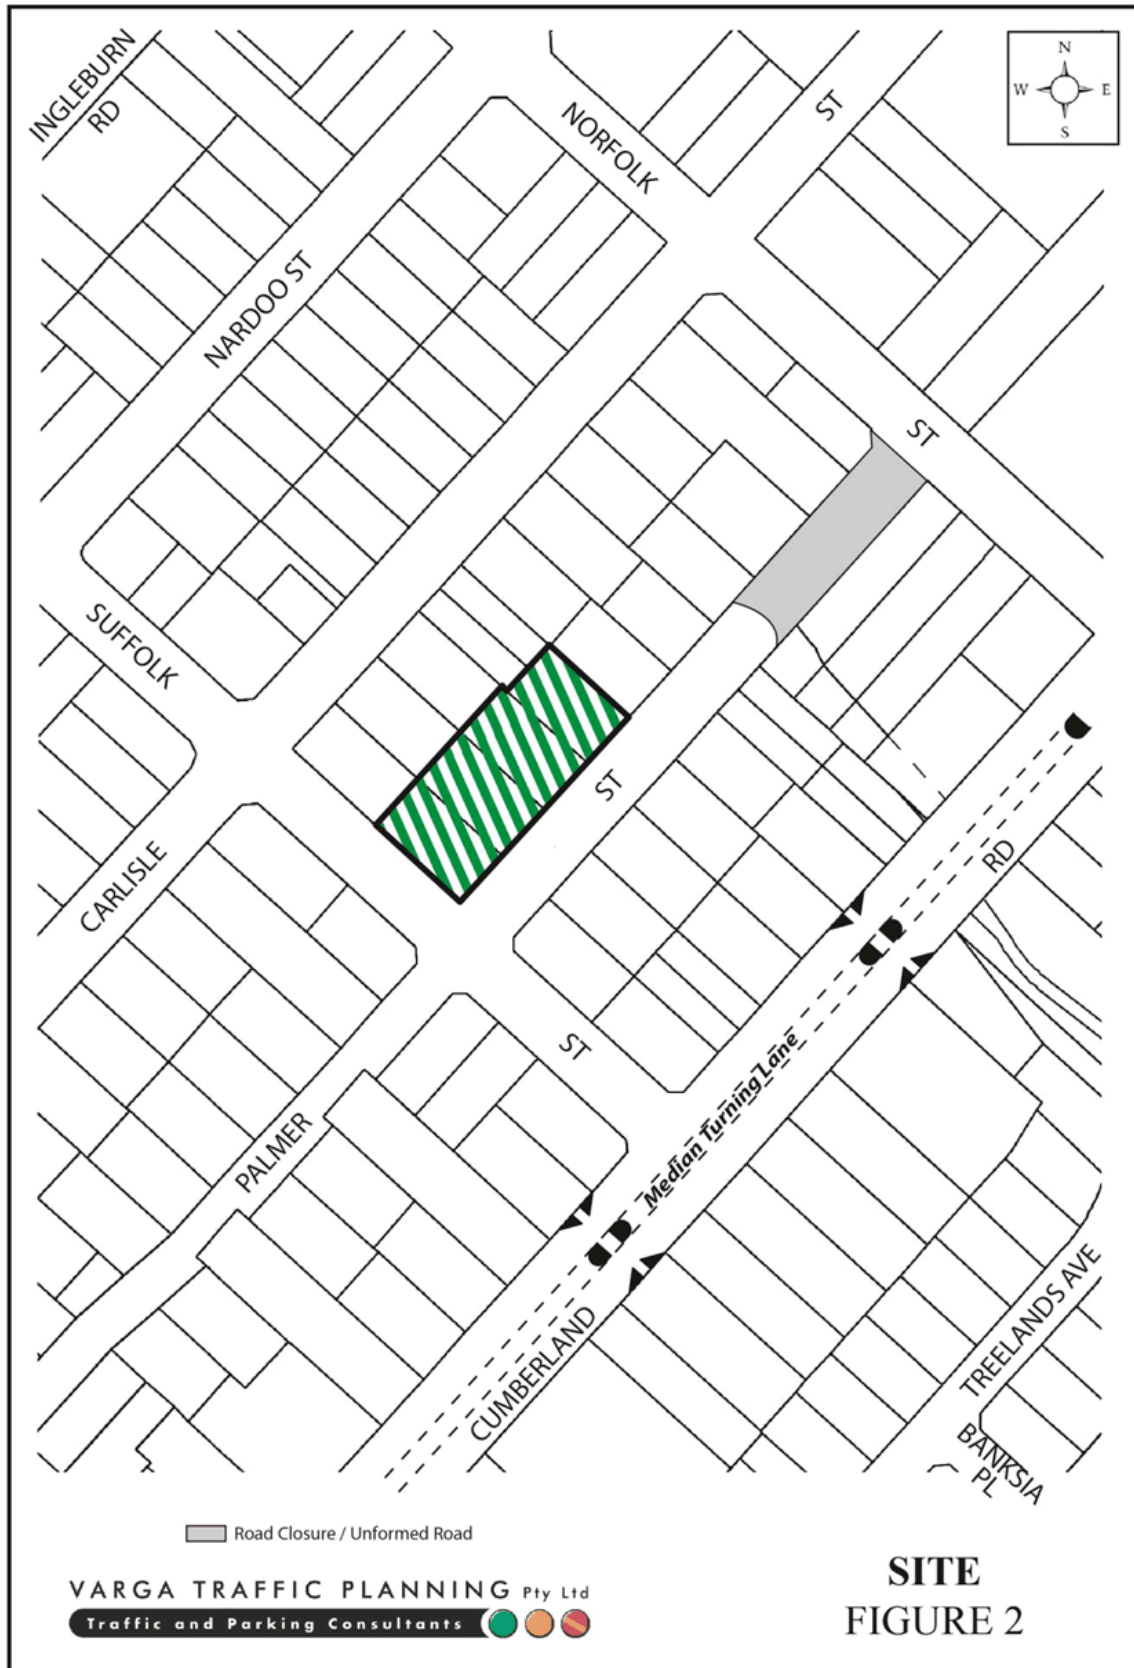 INGLEBURN
RD
NORFOLK
ST
N
W E
S
NARDOO ST
ST
SUFFOLK
ST
CARLISLE
RD
ST
Median Turning Lane
PALMER
CUMBERLAND
TREELANDS AVE
BANKSIA
PL
Road Closure / Unformed Road
VARGA TRAFFIC PLANNING Pty Ltd
Traffic and Parking Consultants
SITE
FIGURE 2